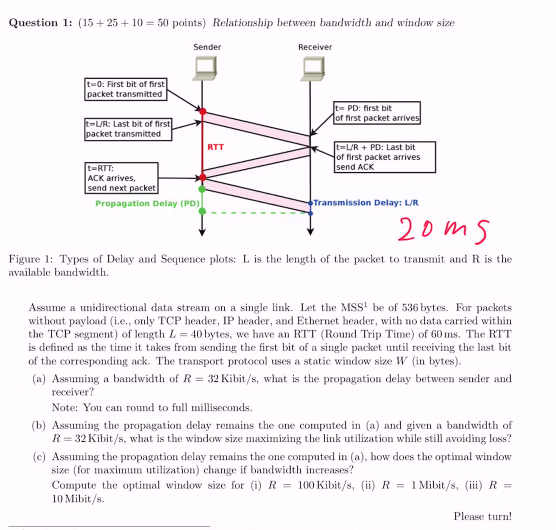 Question 1: (15 + 25 + 10 = 50 points) Relationship between bandwidth and window size
Sender
Receiver
t=0: First bit of first
packet transmitted
t= PD: first bit
of first packet arrives
t=L/R: Last bit of first
packet transmitted
RTT
t=L/R + PD: Last bit
of first packet arrives
send ACK
t=RTT:
ACK arrives,
send next packet
Propagation Delay (PD)
Transmission Delay: L/R
20 ms
Figure 1: Types of Delay and Sequence plots: L is the length of the packet to transmit and R is the
available bandwidth.
Assume a unidirectional data stream on a single link. Let the MSS¹ be of 536 bytes. For packets
without payload (i.e., only TCP header, IP header, and Ethernet header, with no data carried within
the TCP segment) of length L = 40 bytes, we have an RTT (Round Trip Time) of 60 ms. The RTT
is defined as the time it takes from sending the first bit of a single packet until receiving the last bit
of the corresponding ack. The transport protocol uses a static window size W (in bytes).
(a) Assuming a bandwidth of R = 32 Kibit/s, what is the propagation delay between sender and
receiver?
Note: You can round to full milliseconds.
(b) Assuming the propagation delay remains the one computed in (a) and given a bandwidth of
R = 32 Kibit/s, what is the window size maximizing the link utilization while still avoiding loss?
(c) Assuming the propagation delay remains the one computed in (a), how does the optimal window
size (for maximum utilization) change if bandwidth increases?
Compute the optimal window size for (i) R = 100 Kibit/s, (ii) R = 1 Mibit/s, (iii) R =
10 Mibit/s.
Please turn!